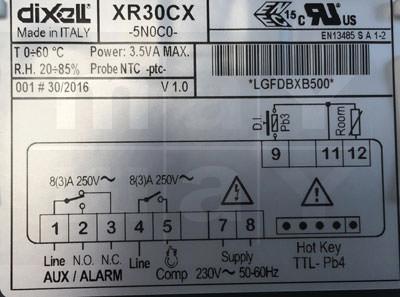 dixell XR30CX
Made in ITALY -5N0C0-
15 C US
EN13485 S A 1-2
T 0÷60 °C Power: 3.5VA MAX.
R.H. 20÷85% Probe NTC -ptc-
001 # 30/2016 V 1.0
*LGFDBXB500*
D.I. Pb3 Room
9 11 12
8(3)A 250V~ 8(3)A 250V~
1 2 3 4 5 7 8
Line N.O. N.C. Line Comp Supply Hot Key
AUX / ALARM 230V~ 50-60Hz TTL- Pb4